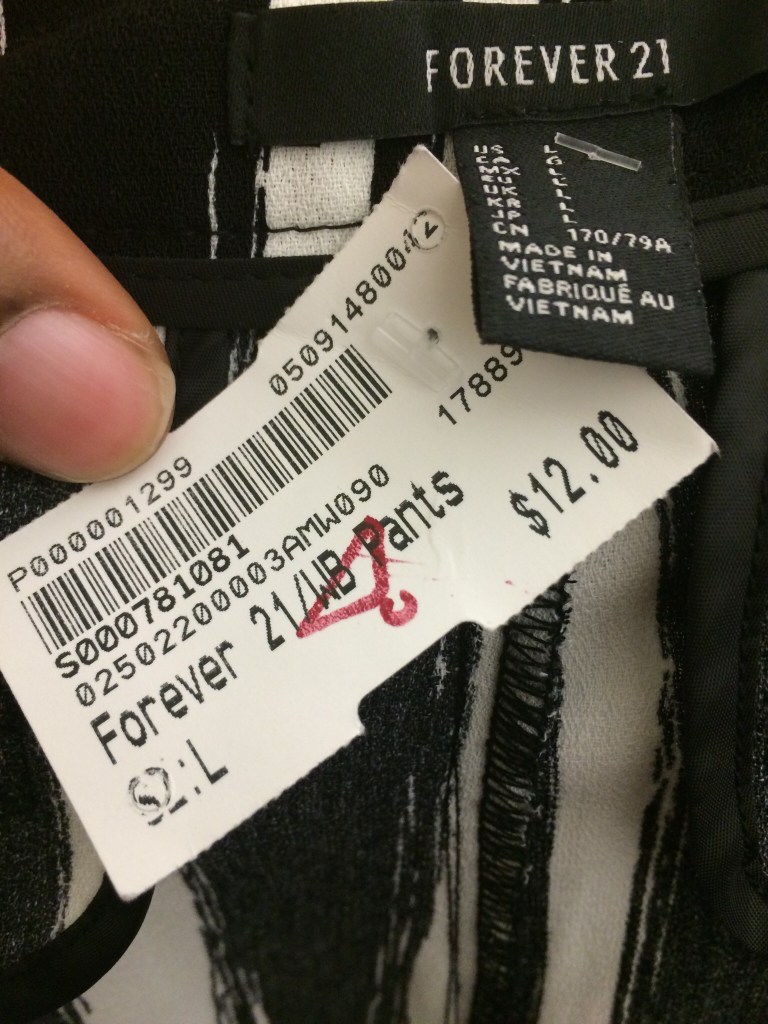 FOREVER 21
US L
CA G
MX L
EU L
UK L
KR L
JP L
CN 170/79A
MADE IN
VIETNAM
FABRIQUÉ AU
VIETNAM
0509148004
17889
P000001299
S000781081
02502200003AMW090
Forever 21/WB Pants
$12.00
:L